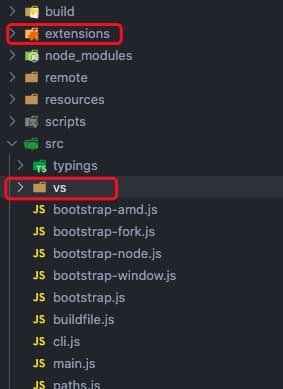 build
extensions
node_modules
remote
resources
scripts
src
TS typings
vs
JS bootstrap-amd.js
JS bootstrap-fork.js
JS bootstrap-node.js
JS bootstrap-window.js
JS bootstrap.js
JS buildfile.js
JS cli.js
JS main.js
JS paths.js